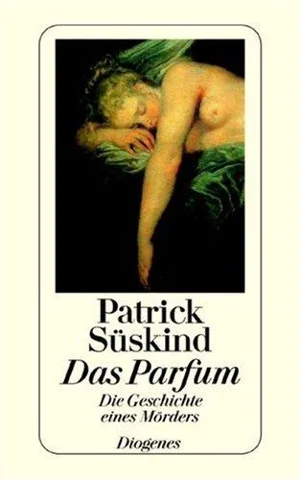 Patrick
Süskind
Das Parfum
Die Geschichte
eines Mörders
Diogenes